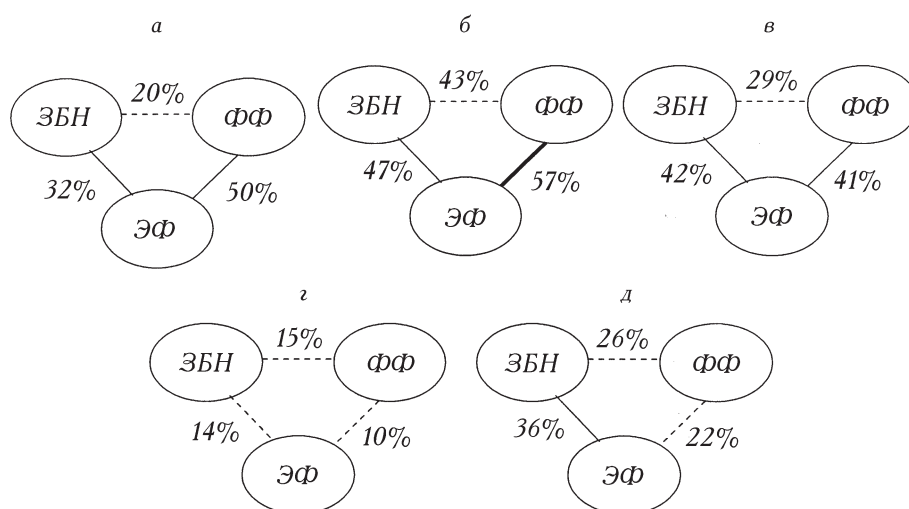 а б в
20% 43% 29%
ЗБН ФФ ЗБН ФФ ЗБН ФФ
32% 50% 47% 57% 42% 41%
ЭФ ЭФ ЭФ
г д
15% 26%
ЗБН ФФ ЗБН ФФ
14% 10% 36% 22%
ЭФ ЭФ